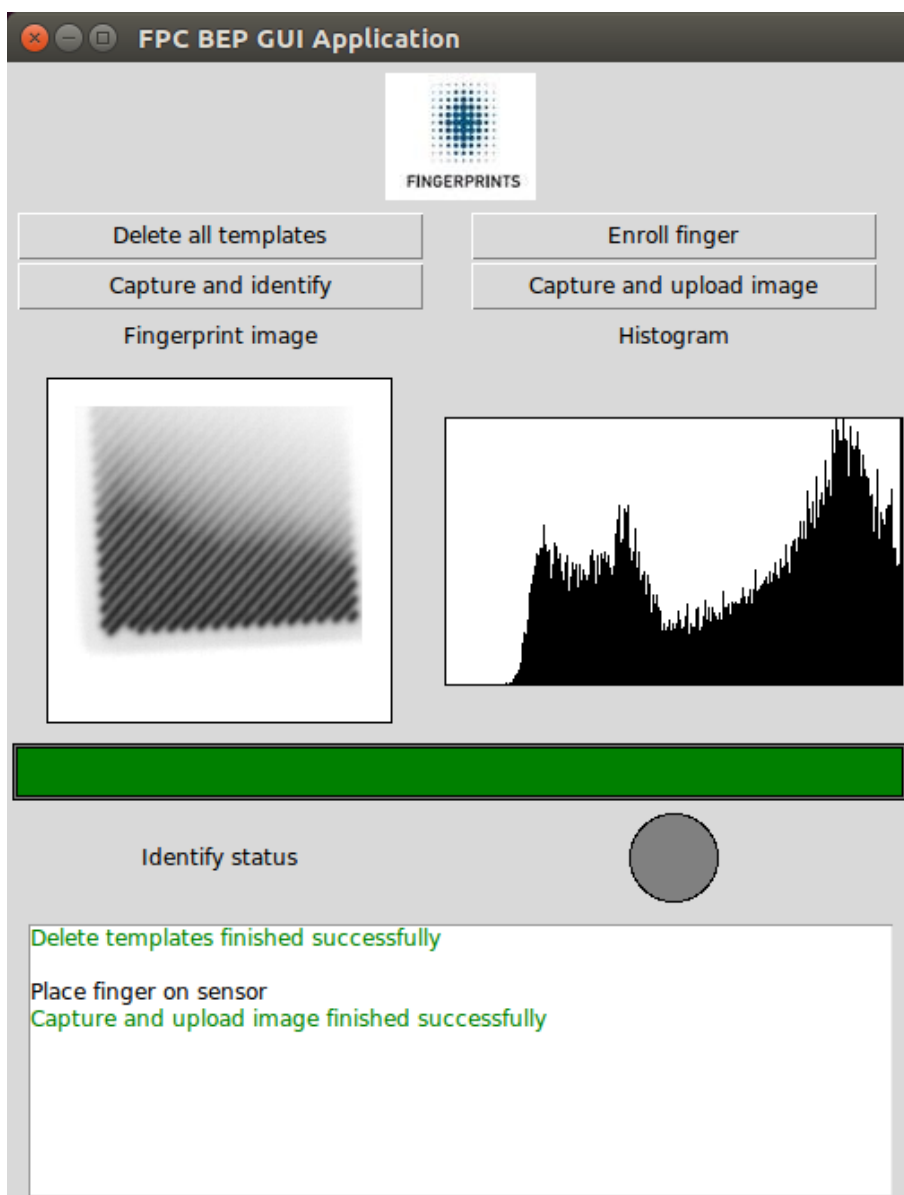 FPC BEP GUI Application
FINGERPRINTS
Delete all templates
Enroll finger
Capture and identify
Capture and upload image
Fingerprint image
Histogram
Identify status
Delete templates finished successfully
Place finger on sensor
Capture and upload image finished successfully